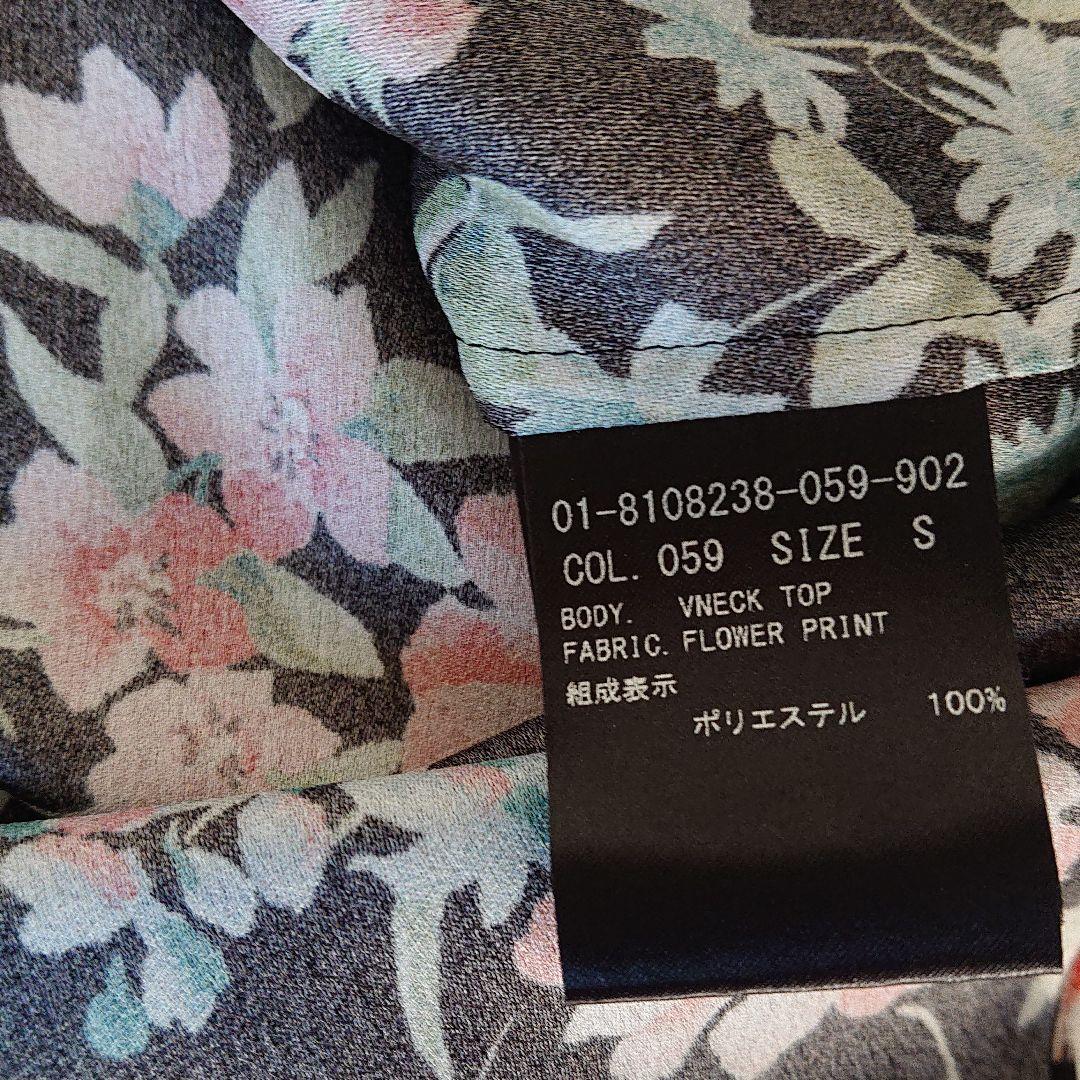 01-8108238-059-902
COL. 059 SIZE S
BODY. VNECK TOP
FABRIC. FLOWER PRINT
組成表示
ポリエステル 100%